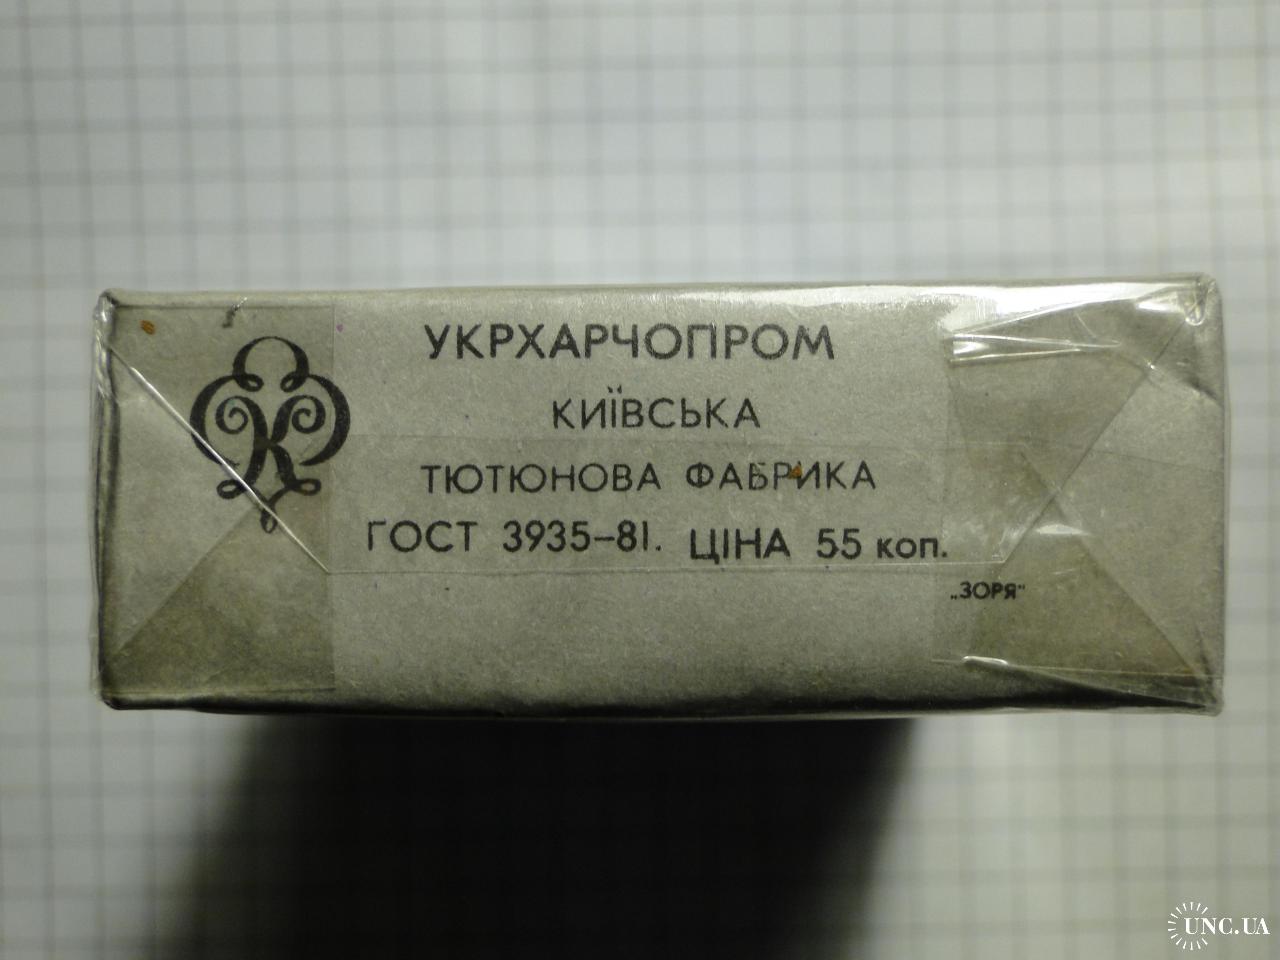 УКРХАРЧОПРОМ
КИЇВСЬКА
ТЮТЮНОВА ФАБРИКА
ГОСТ 3935–81. ЦІНА 55 коп.
„ЗОРЯ"
UNC.UA